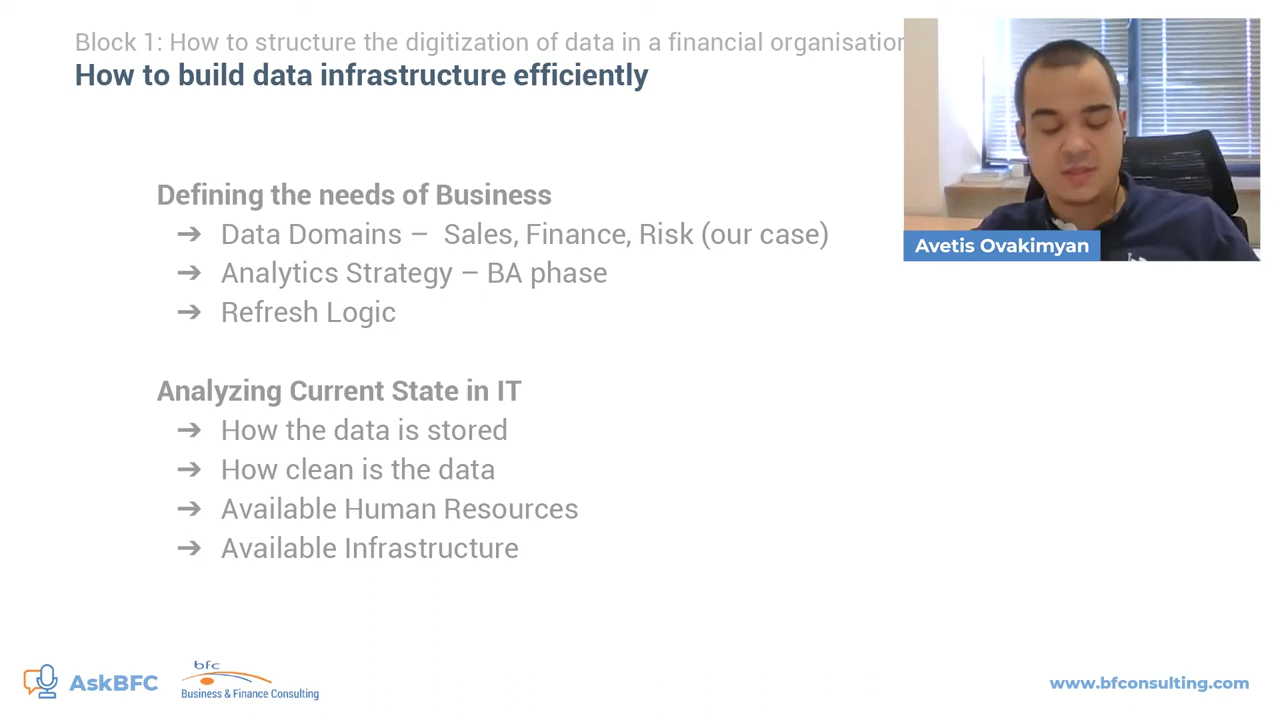 Block 1: How to structure the digitization of data in a financial organisation
How to build data infrastructure efficiently
Avetis Ovakimyan
Defining the needs of Business
➔ Data Domains – Sales, Finance, Risk (our case)
➔ Analytics Strategy – BA phase
➔ Refresh Logic
Analyzing Current State in IT
➔ How the data is stored
➔ How clean is the data
➔ Available Human Resources
➔ Available Infrastructure
AskBFC
bfc
Business & Finance Consulting
www.bfconsulting.com